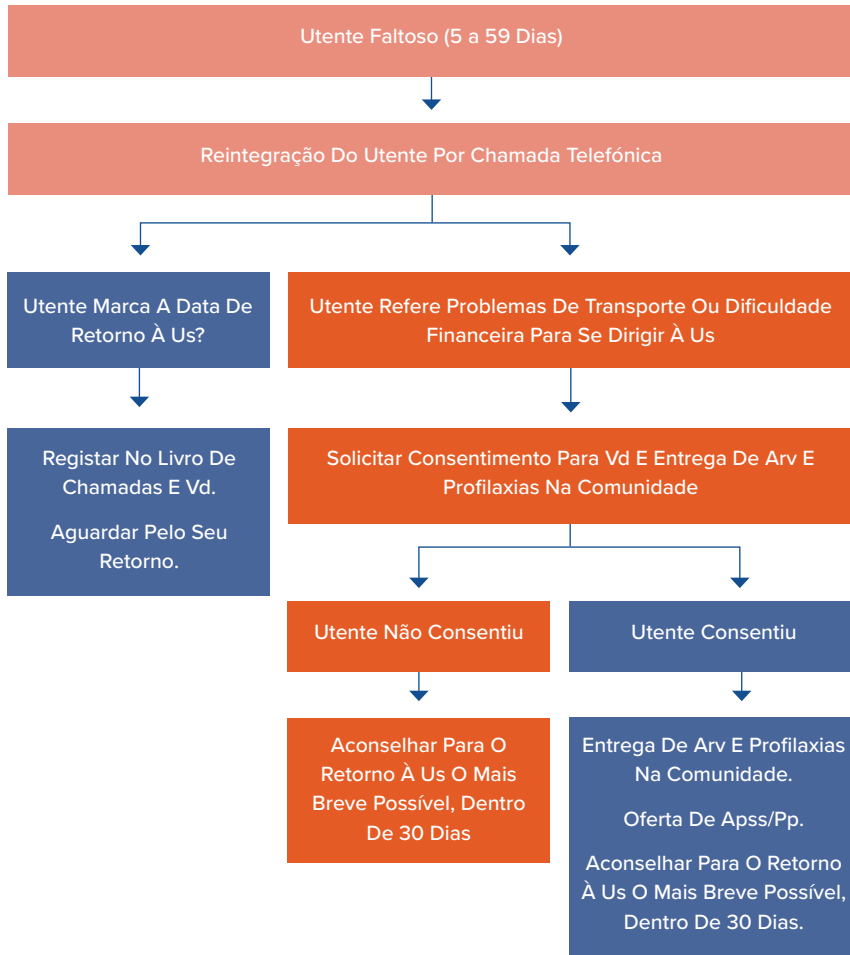 Utente Faltoso (5 a 59 Dias)
Reintegração Do Utente Por Chamada Telefónica
Utente Marca A Data De
Retorno À Us?
Utente Refere Problemas De Transporte Ou Dificuldade
Financeira Para Se Dirigir À Us
Registar No Livro De
Chamadas E Vd.
Aguardar Pelo Seu
Retorno.
Solicitar Consentimento Para Vd E Entrega De Arv E
Profilaxias Na Comunidade
Utente Não Consentiu
Utente Consentiu
Aconselhar Para O
Retorno À Us O Mais
Breve Possível, Dentro
De 30 Dias
Entrega De Arv E Profilaxias
Na Comunidade.
Oferta De Apss/Pp.
Aconselhar Para O Retorno
À Us O Mais Breve Possível,
Dentro De 30 Dias.